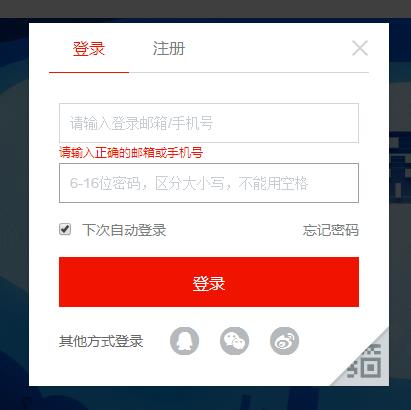 登录 注册
请输入登录邮箱/手机号
请输入正确的邮箱或手机号
6-16位密码，区分大小写，不能用空格
下次自动登录 忘记密码
登录
其他方式登录